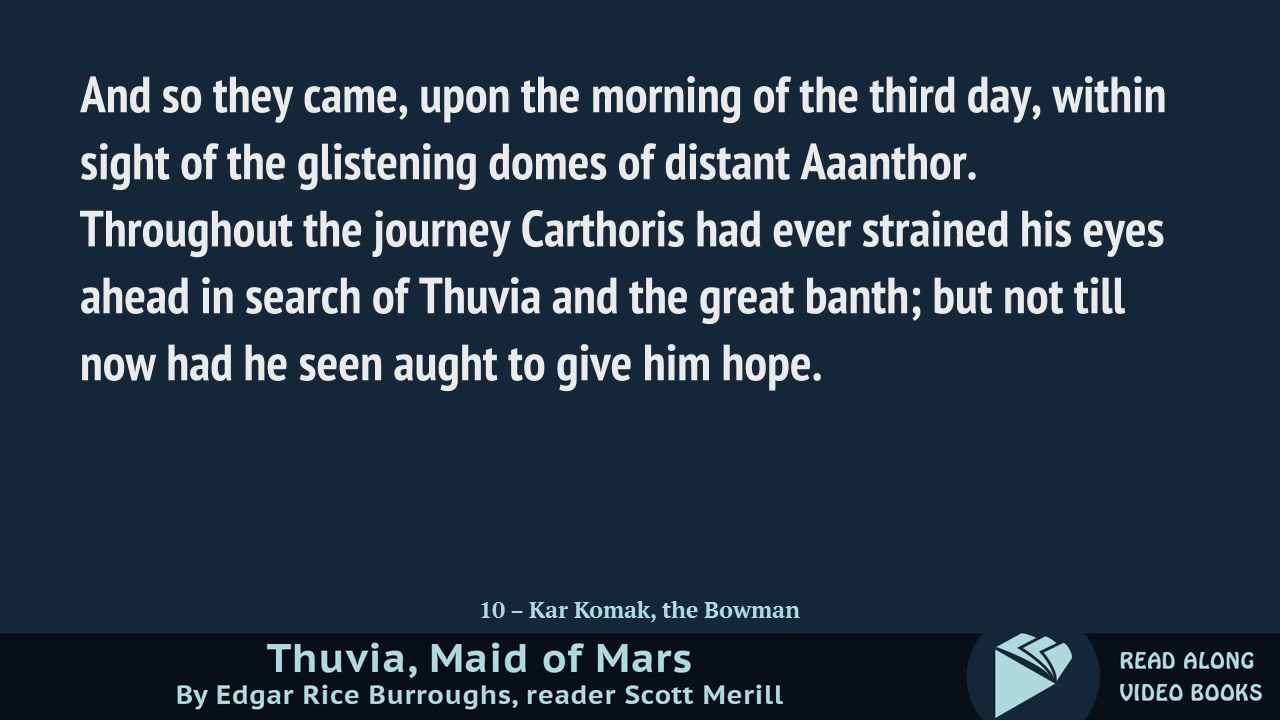 And so they came, upon the morning of the third day, within
sight of the glistening domes of distant Aaanthor.
Throughout the journey Carthoris had ever strained his eyes
ahead in search of Thuvia and the great banth; but not till
now had he seen aught to give him hope.
10 – Kar Komak, the Bowman
Thuvia, Maid of Mars
By Edgar Rice Burroughs, reader Scott Merill
READ ALONG
VIDEO BOOKS